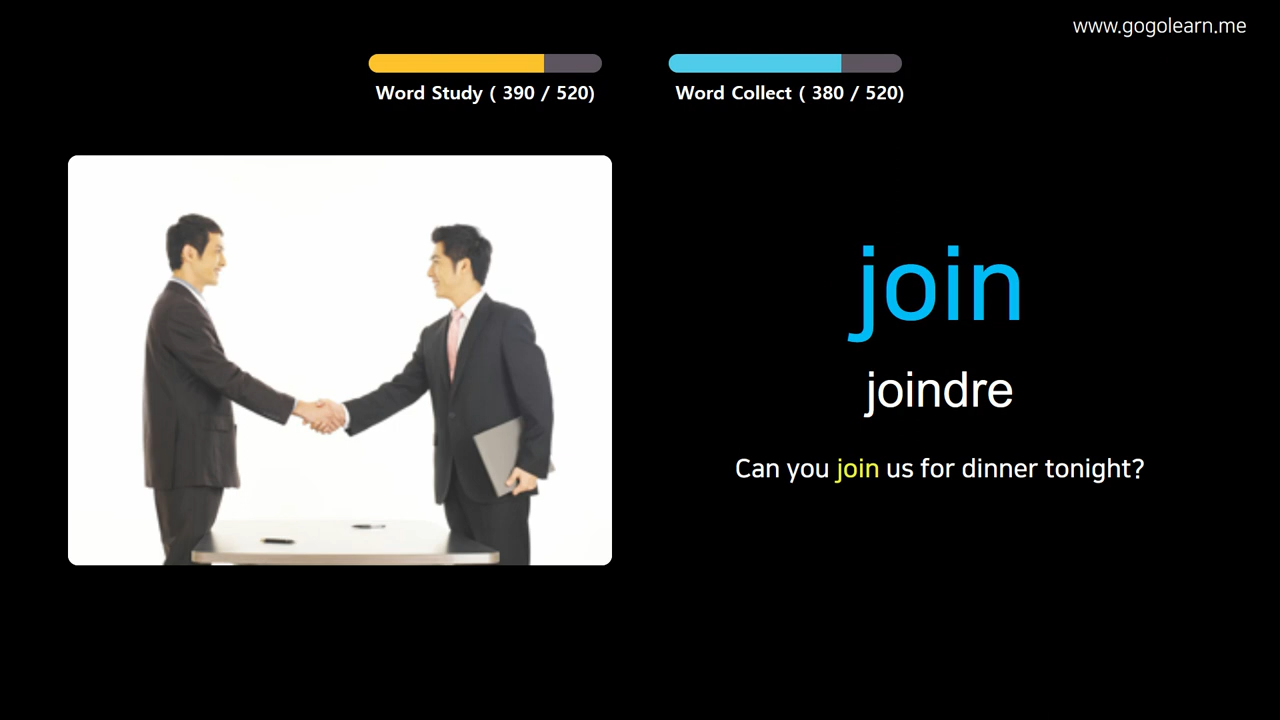 www.gogolearn.me
Word Study ( 390 / 520)
Word Collect ( 380 / 520)
join
joindre
Can you join us for dinner tonight?